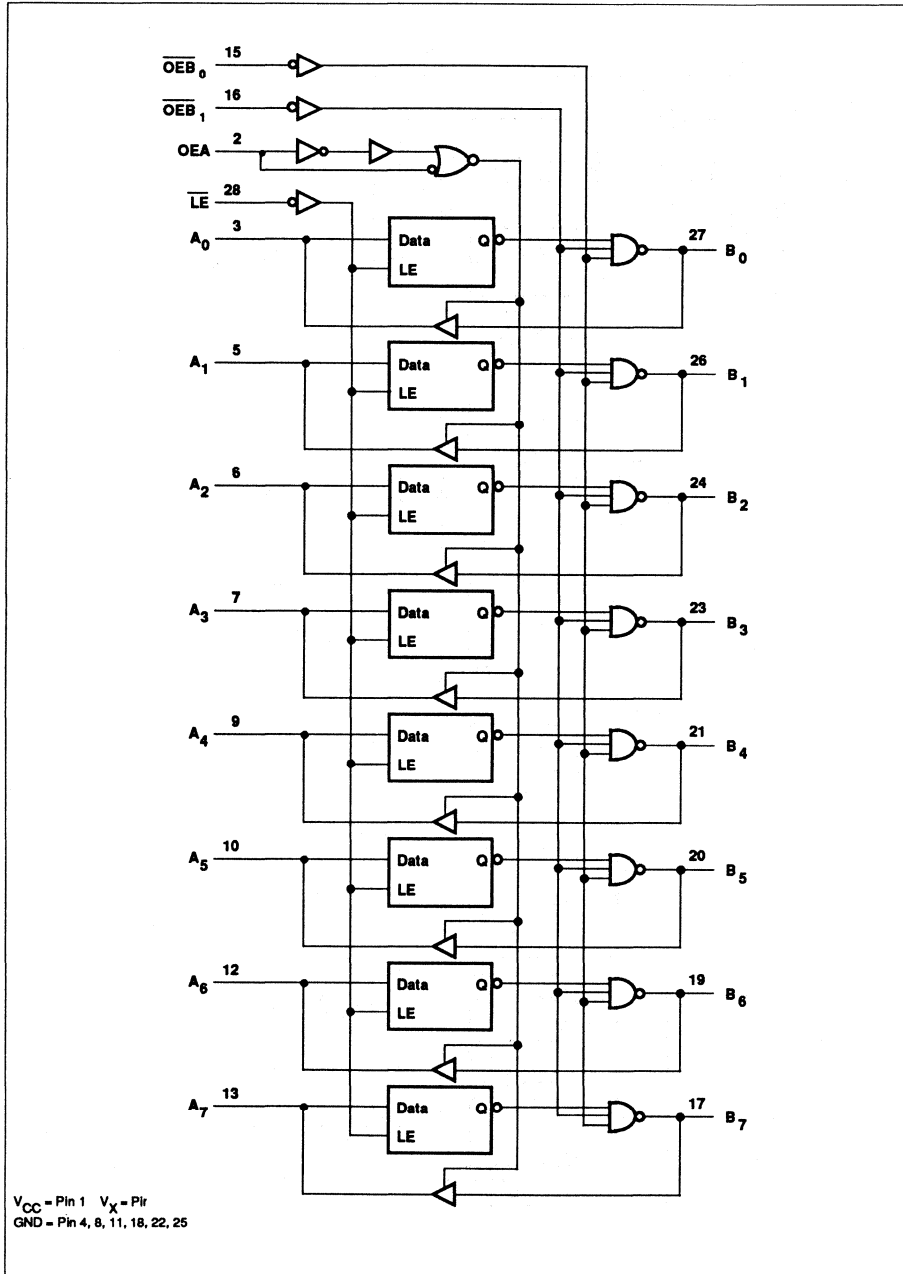 15
OEB0
16
OEB1
2
OEA
28
LE
3
A0
Data Q
LE
27
B0
5
A1
Data Q
LE
26
B1
6
A2
Data Q
LE
24
B2
7
A3
Data Q
LE
23
B3
9
A4
Data Q
LE
21
B4
10
A5
Data Q
LE
20
B5
12
A6
Data Q
LE
19
B6
13
A7
Data Q
LE
17
B7
VCC = Pin 1 VX = Pir
GND = Pin 4, 8, 11, 18, 22, 25